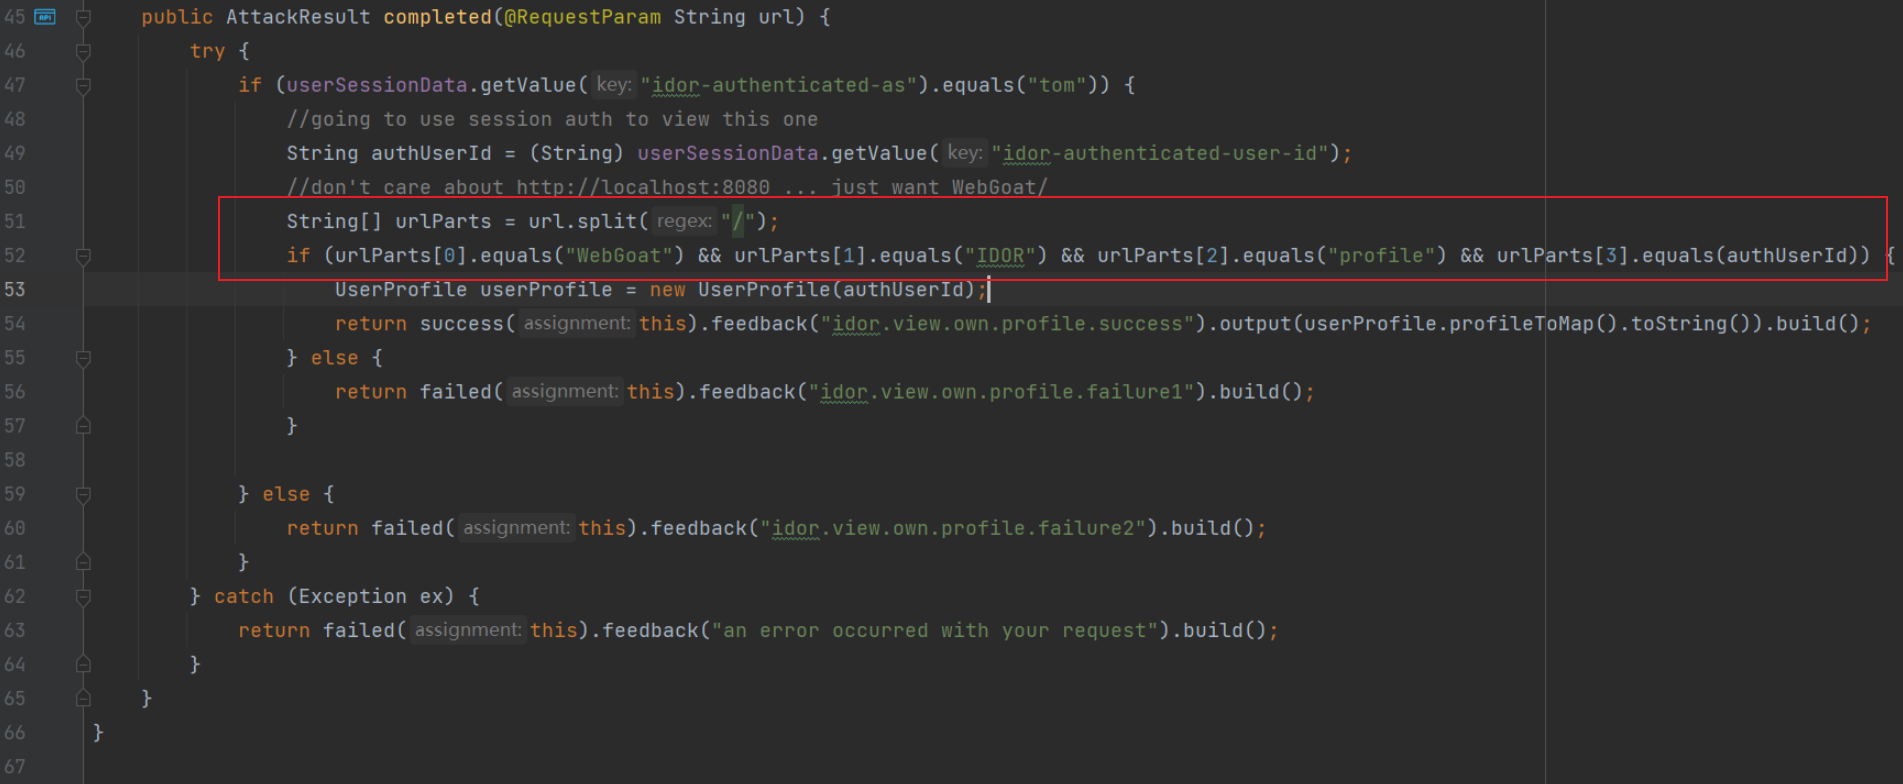 45 API public AttackResult completed(@RequestParam String url) {
46 try {
47 if (userSessionData.getValue( key: "idor-authenticated-as").equals("tom")) {
48 //going to use session auth to view this one
49 String authUserId = (String) userSessionData.getValue( key: "idor-authenticated-user-id");
50 //don't care about http://localhost:8080 ... just want WebGoat/
51 String[] urlParts = url.split( regex: "/");
52 if (urlParts[0].equals("WebGoat") && urlParts[1].equals("IDOR") && urlParts[2].equals("profile") && urlParts[3].equals(authUserId)) {
53 UserProfile userProfile = new UserProfile(authUserId);
54 return success( assignment: this).feedback("idor.view.own.profile.success").output(userProfile.profileToMap().toString()).build();
55 } else {
56 return failed( assignment: this).feedback("idor.view.own.profile.failure1").build();
57 }
58
59 } else {
60 return failed( assignment: this).feedback("idor.view.own.profile.failure2").build();
61 }
62 } catch (Exception ex) {
63 return failed( assignment: this).feedback("an error occurred with your request").build();
64 }
65 }
66 }
67